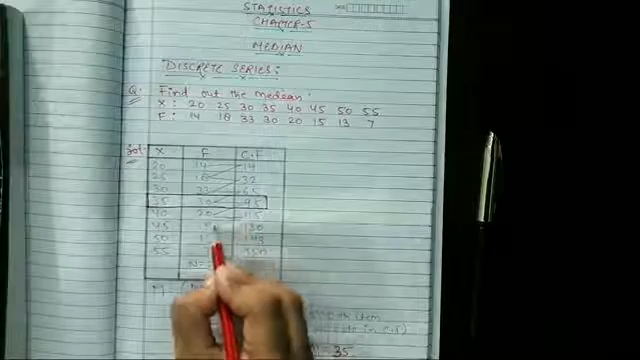 STATISTICS
CHAPTER-5
MEDIAN
DISCRETE SERIES:
Q: Find out the median:
X: 20 25 30 35 40 45 50 55
F: 14 18 33 30 20 15 13 7
Sol: X F C.F
20 14 14
25 18 32
30 33 65
35 30 95
40 20 115
45 15 130
50 143
55 150
N=
M
item
in C.F)
= 35